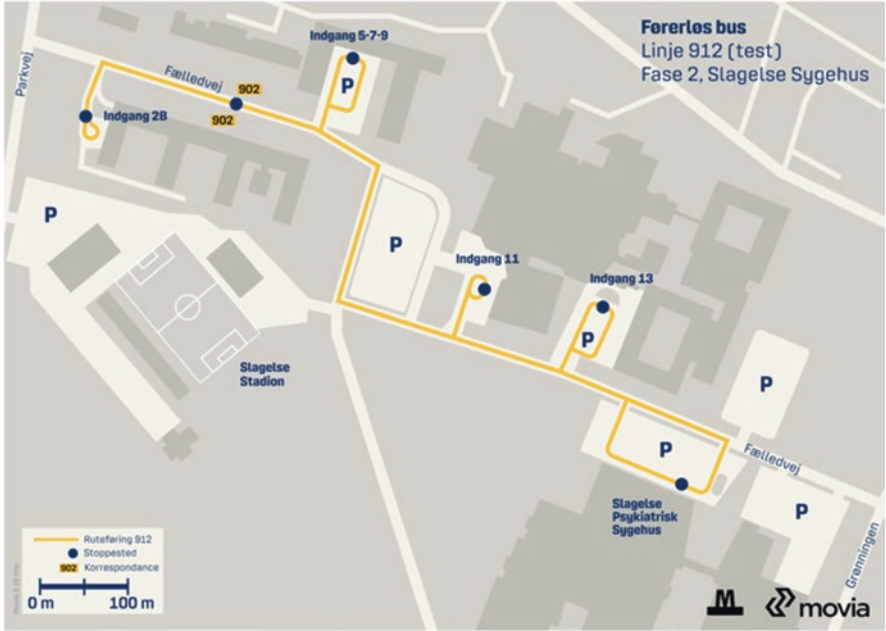 Førerløs bus
Linje 912 (test)
Fase 2, Slagelse Sygehus
Parkvej
Fælledvej
902
902
Indgang 5-7-9
P
Indgang 2B
P
P
Indgang 11
Indgang 13
P
Slagelse
Stadion
P
P
Fælledvej
Slagelse
Psykiatrisk
Sygehus
P
Grønningen
Ruteføring 912
Stoppested
902 Korrespondance
0 m 100 m
M
movia